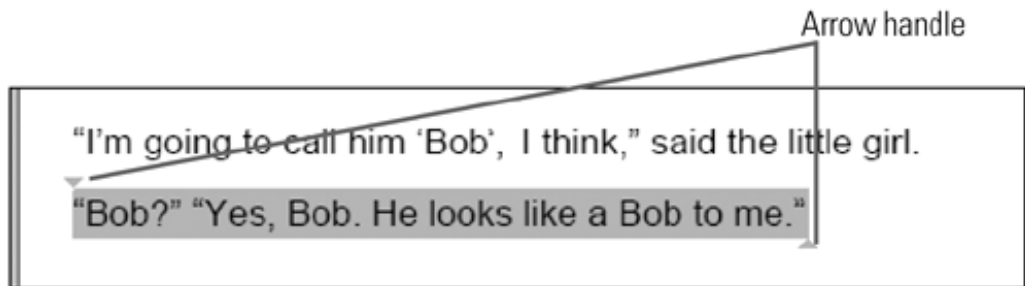 Arrow handle
“I’m going to call him ‘Bob‘, I think,” said the little girl.
“Bob?” “Yes, Bob. He looks like a Bob to me.”